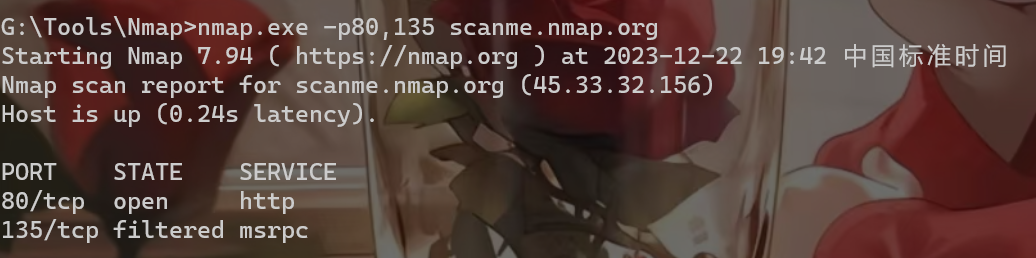 G:\Tools\Nmap>nmap.exe -p80,135 scanme.nmap.org
Starting Nmap 7.94 ( https://nmap.org ) at 2023-12-22 19:42 中国标准时间
Nmap scan report for scanme.nmap.org (45.33.32.156)
Host is up (0.24s latency).
PORT    STATE    SERVICE
80/tcp  open     http
135/tcp filtered msrpc